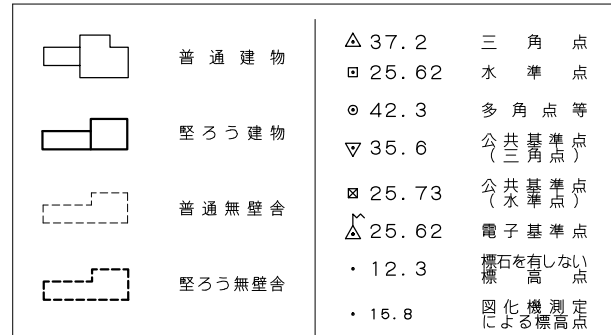 普通建物
堅ろう建物
普通無壁舎
堅ろう無壁舎
37.2 三角点
25.62 水準点
42.3 多角点等
35.6 公共基準点
（三角点）
25.73 公共基準点
（水準点）
25.62 電子基準点
12.3 標石を有しない
標高点
15.8 図化機測定
による標高点